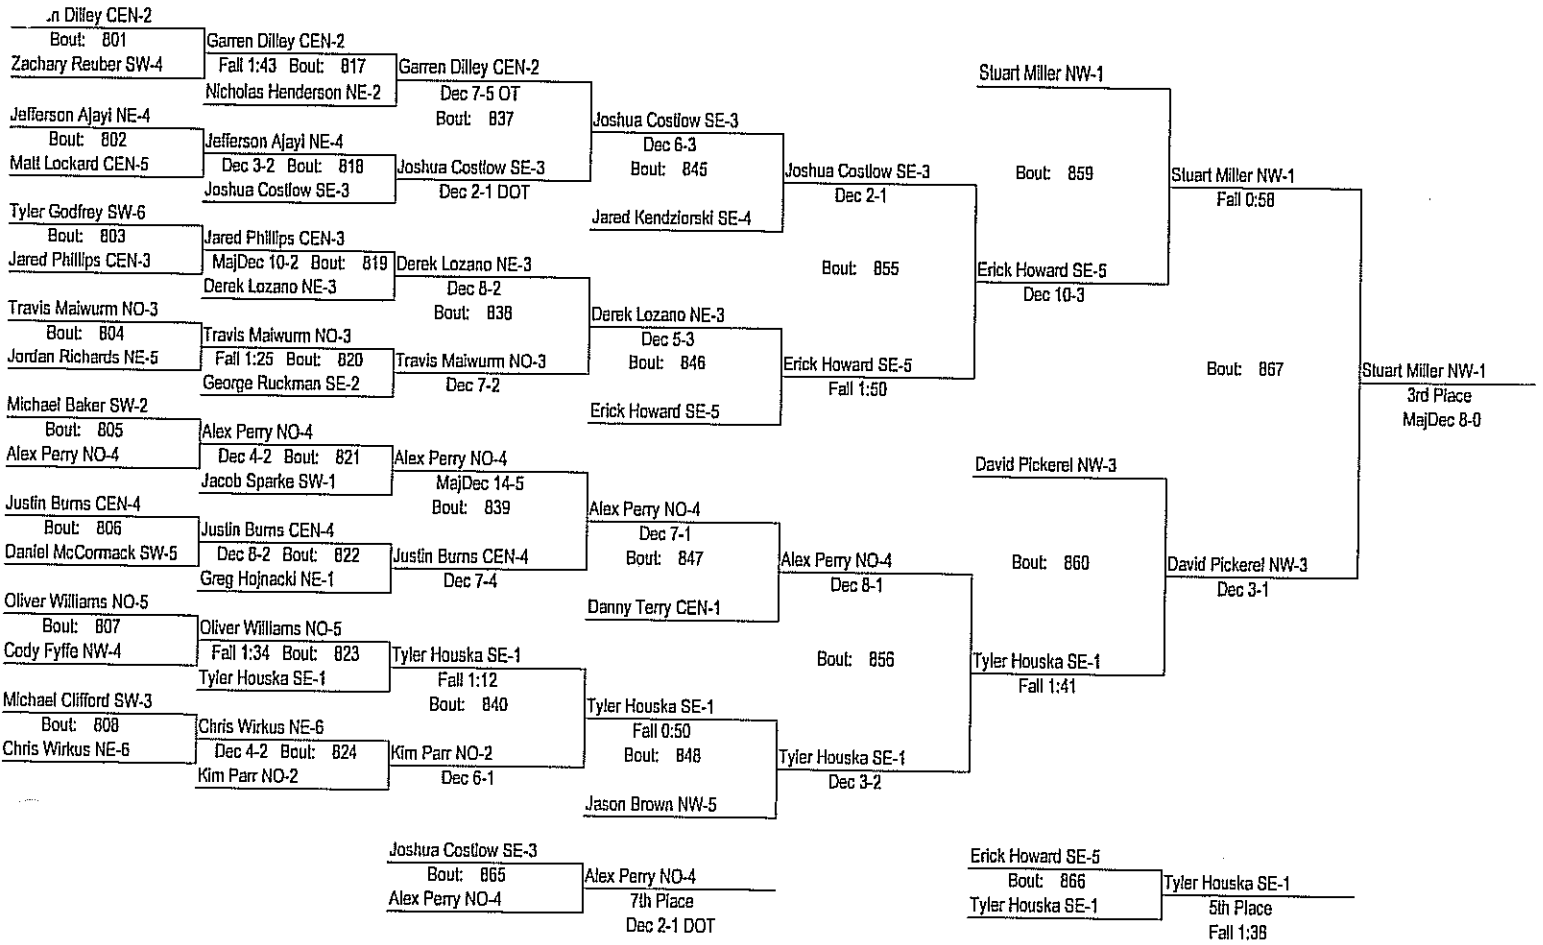 n Dilley CEN-2
Bout: 801
Zachary Reuber SW-4
Jefferson Ajayi NE-4
Bout: 802
Matt Lockard CEN-5
Tyler Godfrey SW-6
Bout: 803
Jared Phillips CEN-3
Travis Maiwurm NO-3
Bout: 804
Jordan Richards NE-5
Michael Baker SW-2
Bout: 805
Alex Perry NO-4
Justin Burns CEN-4
Bout: 806
Daniel McCormack SW-5
Oliver Williams NO-5
Bout: 807
Cody Fyffe NW-4
Michael Clifford SW-3
Bout: 808
Chris Wirkus NE-6
Garren Dilley CEN-2
Fall 1:43 Bout: 817
Nicholas Henderson NE-2
Jefferson Ajayi NE-4
Dec 3-2 Bout: 818
Joshua Costlow SE-3
Jared Phillips CEN-3
MajDec 10-2 Bout: 819
Derek Lozano NE-3
Travis Maiwurm NO-3
Fall 1:25 Bout: 820
George Ruckman SE-2
Alex Perry NO-4
Dec 4-2 Bout: 821
Jacob Sparke SW-1
Justin Burns CEN-4
Dec 8-2 Bout: 822
Greg Hojnacki NE-1
Oliver Williams NO-5
Fall 1:34 Bout: 823
Tyler Houska SE-1
Chris Wirkus NE-6
Dec 4-2 Bout: 824
Kim Parr NO-2
Garren Dilley CEN-2
Dec 7-5 OT
Bout: 837
Joshua Costlow SE-3
Dec 2-1 DOT
Derek Lozano NE-3
Dec 8-2
Bout: 838
Travis Maiwurm NO-3
Dec 7-2
Alex Perry NO-4
MajDec 14-5
Bout: 839
Justin Burns CEN-4
Dec 7-4
Tyler Houska SE-1
Fall 1:12
Bout: 840
Kim Parr NO-2
Dec 6-1
Joshua Costlow SE-3
Dec 6-3
Bout: 845
Jared Kendziorski SE-4
Derek Lozano NE-3
Dec 5-3
Bout: 846
Erick Howard SE-5
Alex Perry NO-4
Dec 7-1
Bout: 847
Danny Terry CEN-1
Tyler Houska SE-1
Fall 0:50
Bout: 848
Jason Brown NW-5
Joshua Costlow SE-3
Dec 2-1
Bout: 855
Erick Howard SE-5
Fall 1:50
Alex Perry NO-4
Dec 8-1
Bout: 856
Tyler Houska SE-1
Dec 3-2
Stuart Miller NW-1
Bout: 859
Erick Howard SE-5
Dec 10-3
David Pickerel NW-3
Bout: 860
Tyler Houska SE-1
Fall 1:41
Stuart Miller NW-1
Fall 0:58
Bout: 867
David Pickerel NW-3
Dec 3-1
Stuart Miller NW-1
3rd Place
MajDec 8-0
Joshua Costlow SE-3
Bout: 865
Alex Perry NO-4
Alex Perry NO-4
7th Place
Dec 2-1 DOT
Erick Howard SE-5
Bout: 866
Tyler Houska SE-1
Tyler Houska SE-1
5th Place
Fall 1:38